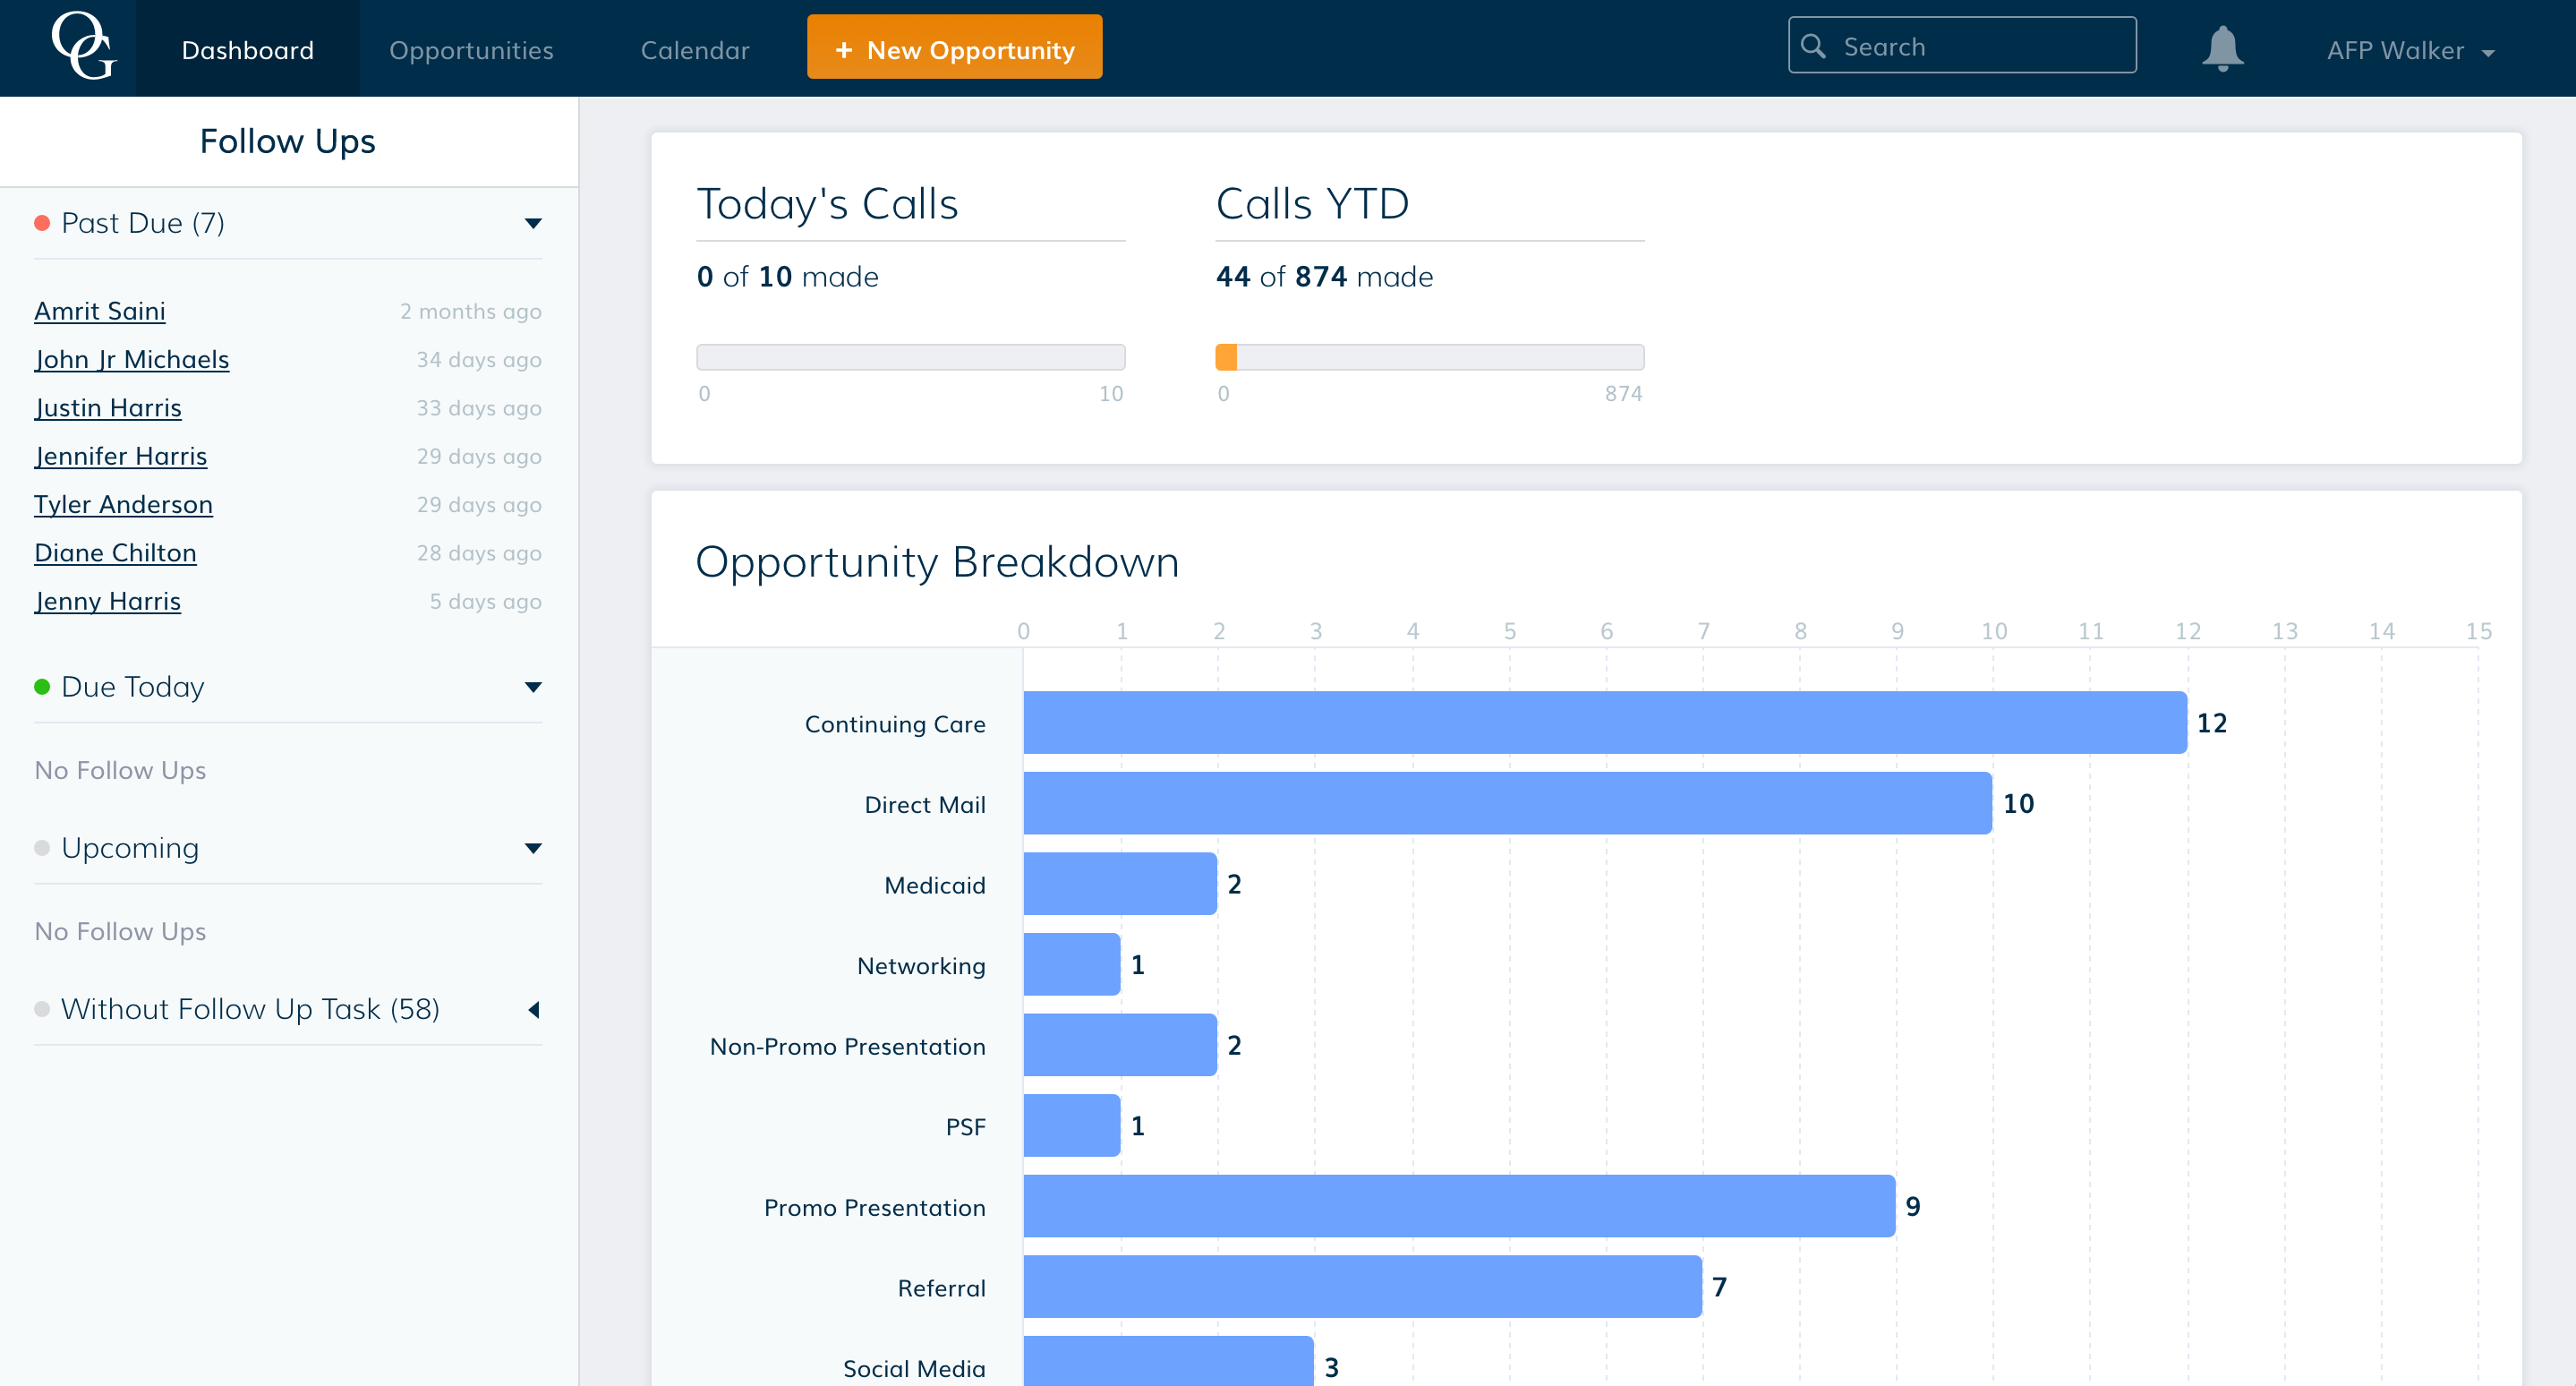 OG
Dashboard
Opportunities
Calendar
+ New Opportunity
Search
AFP Walker
Follow Ups
Past Due (7)
Amrit Saini 2 months ago
John Jr Michaels 34 days ago
Justin Harris 33 days ago
Jennifer Harris 29 days ago
Tyler Anderson 29 days ago
Diane Chilton 28 days ago
Jenny Harris 5 days ago
Due Today
No Follow Ups
Upcoming
No Follow Ups
Without Follow Up Task (58)
Today's Calls
0 of 10 made
0 10
Calls YTD
44 of 874 made
0 874
Opportunity Breakdown
0 1 2 3 4 5 6 7 8 9 10 11 12 13 14 15
Continuing Care 12
Direct Mail 10
Medicaid 2
Networking 1
Non-Promo Presentation 2
PSF 1
Promo Presentation 9
Referral 7
Social Media 3